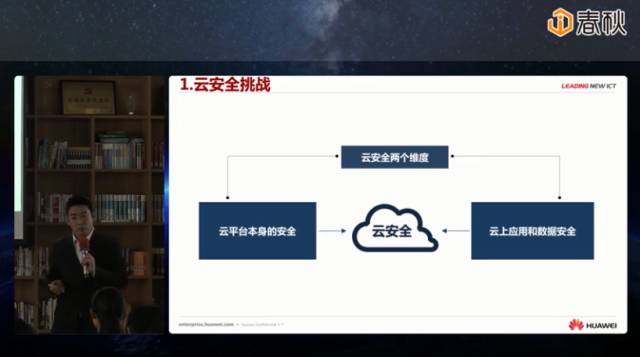 春秋
1.云安全挑战
LEADING NEW ICT
云安全两个维度
云平台本身的安全
云安全
云上应用和数据安全
enterprise.huawei.com
HUAWEI